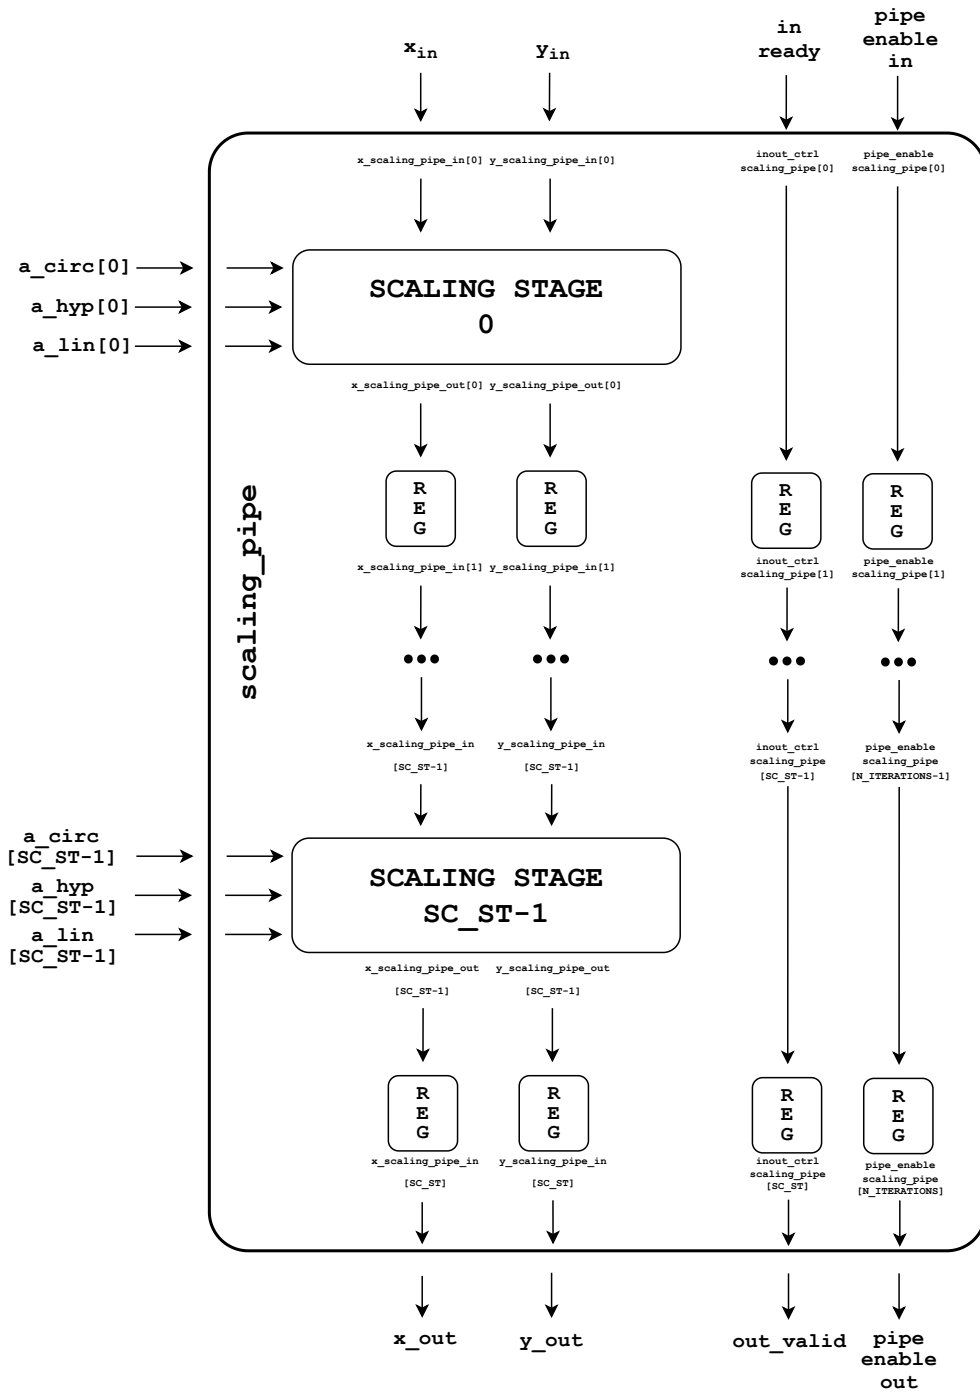 x_in y_in in ready pipe enable in
x_scaling_pipe_in[0] y_scaling_pipe_in[0] inout_ctrl scaling_pipe[0] pipe_enable scaling_pipe[0]
a_circ[0]
a_hyp[0]
a_lin[0]
SCALING STAGE
0
x_scaling_pipe_out[0] y_scaling_pipe_out[0]
scaling_pipe
R R R R
E E E E
G G G G
x_scaling_pipe_in[1] y_scaling_pipe_in[1] inout_ctrl scaling_pipe[1] pipe_enable scaling_pipe[1]
••• ••• ••• •••
x_scaling_pipe_in y_scaling_pipe_in inout_ctrl pipe_enable
scaling_pipe scaling_pipe
[SC_ST-1] [SC_ST-1] [SC_ST-1] [N_ITERATIONS-1]
a_circ
[SC_ST-1]
a_hyp
[SC_ST-1]
a_lin
[SC_ST-1]
SCALING STAGE
SC_ST-1
x_scaling_pipe_out y_scaling_pipe_out
[SC_ST-1] [SC_ST-1]
R R R R
E E E E
G G G G
x_scaling_pipe_in y_scaling_pipe_in inout_ctrl pipe_enable
scaling_pipe scaling_pipe
[SC_ST] [SC_ST] [SC_ST] [N_ITERATIONS]
x_out y_out out_valid pipe
enable
out